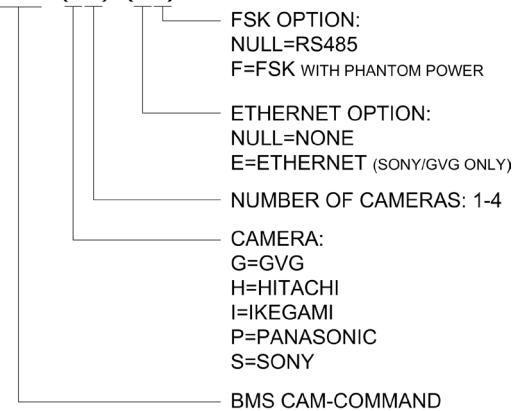 FSK OPTION:
NULL=RS485
F=FSK WITH PHANTOM POWER
ETHERNET OPTION:
NULL=NONE
E=ETHERNET (SONY/GVG ONLY)
NUMBER OF CAMERAS: 1-4
CAMERA:
G=GVG
H=HITACHI
I=IKEGAMI
P=PANASONIC
S=SONY
BMS CAM-COMMAND